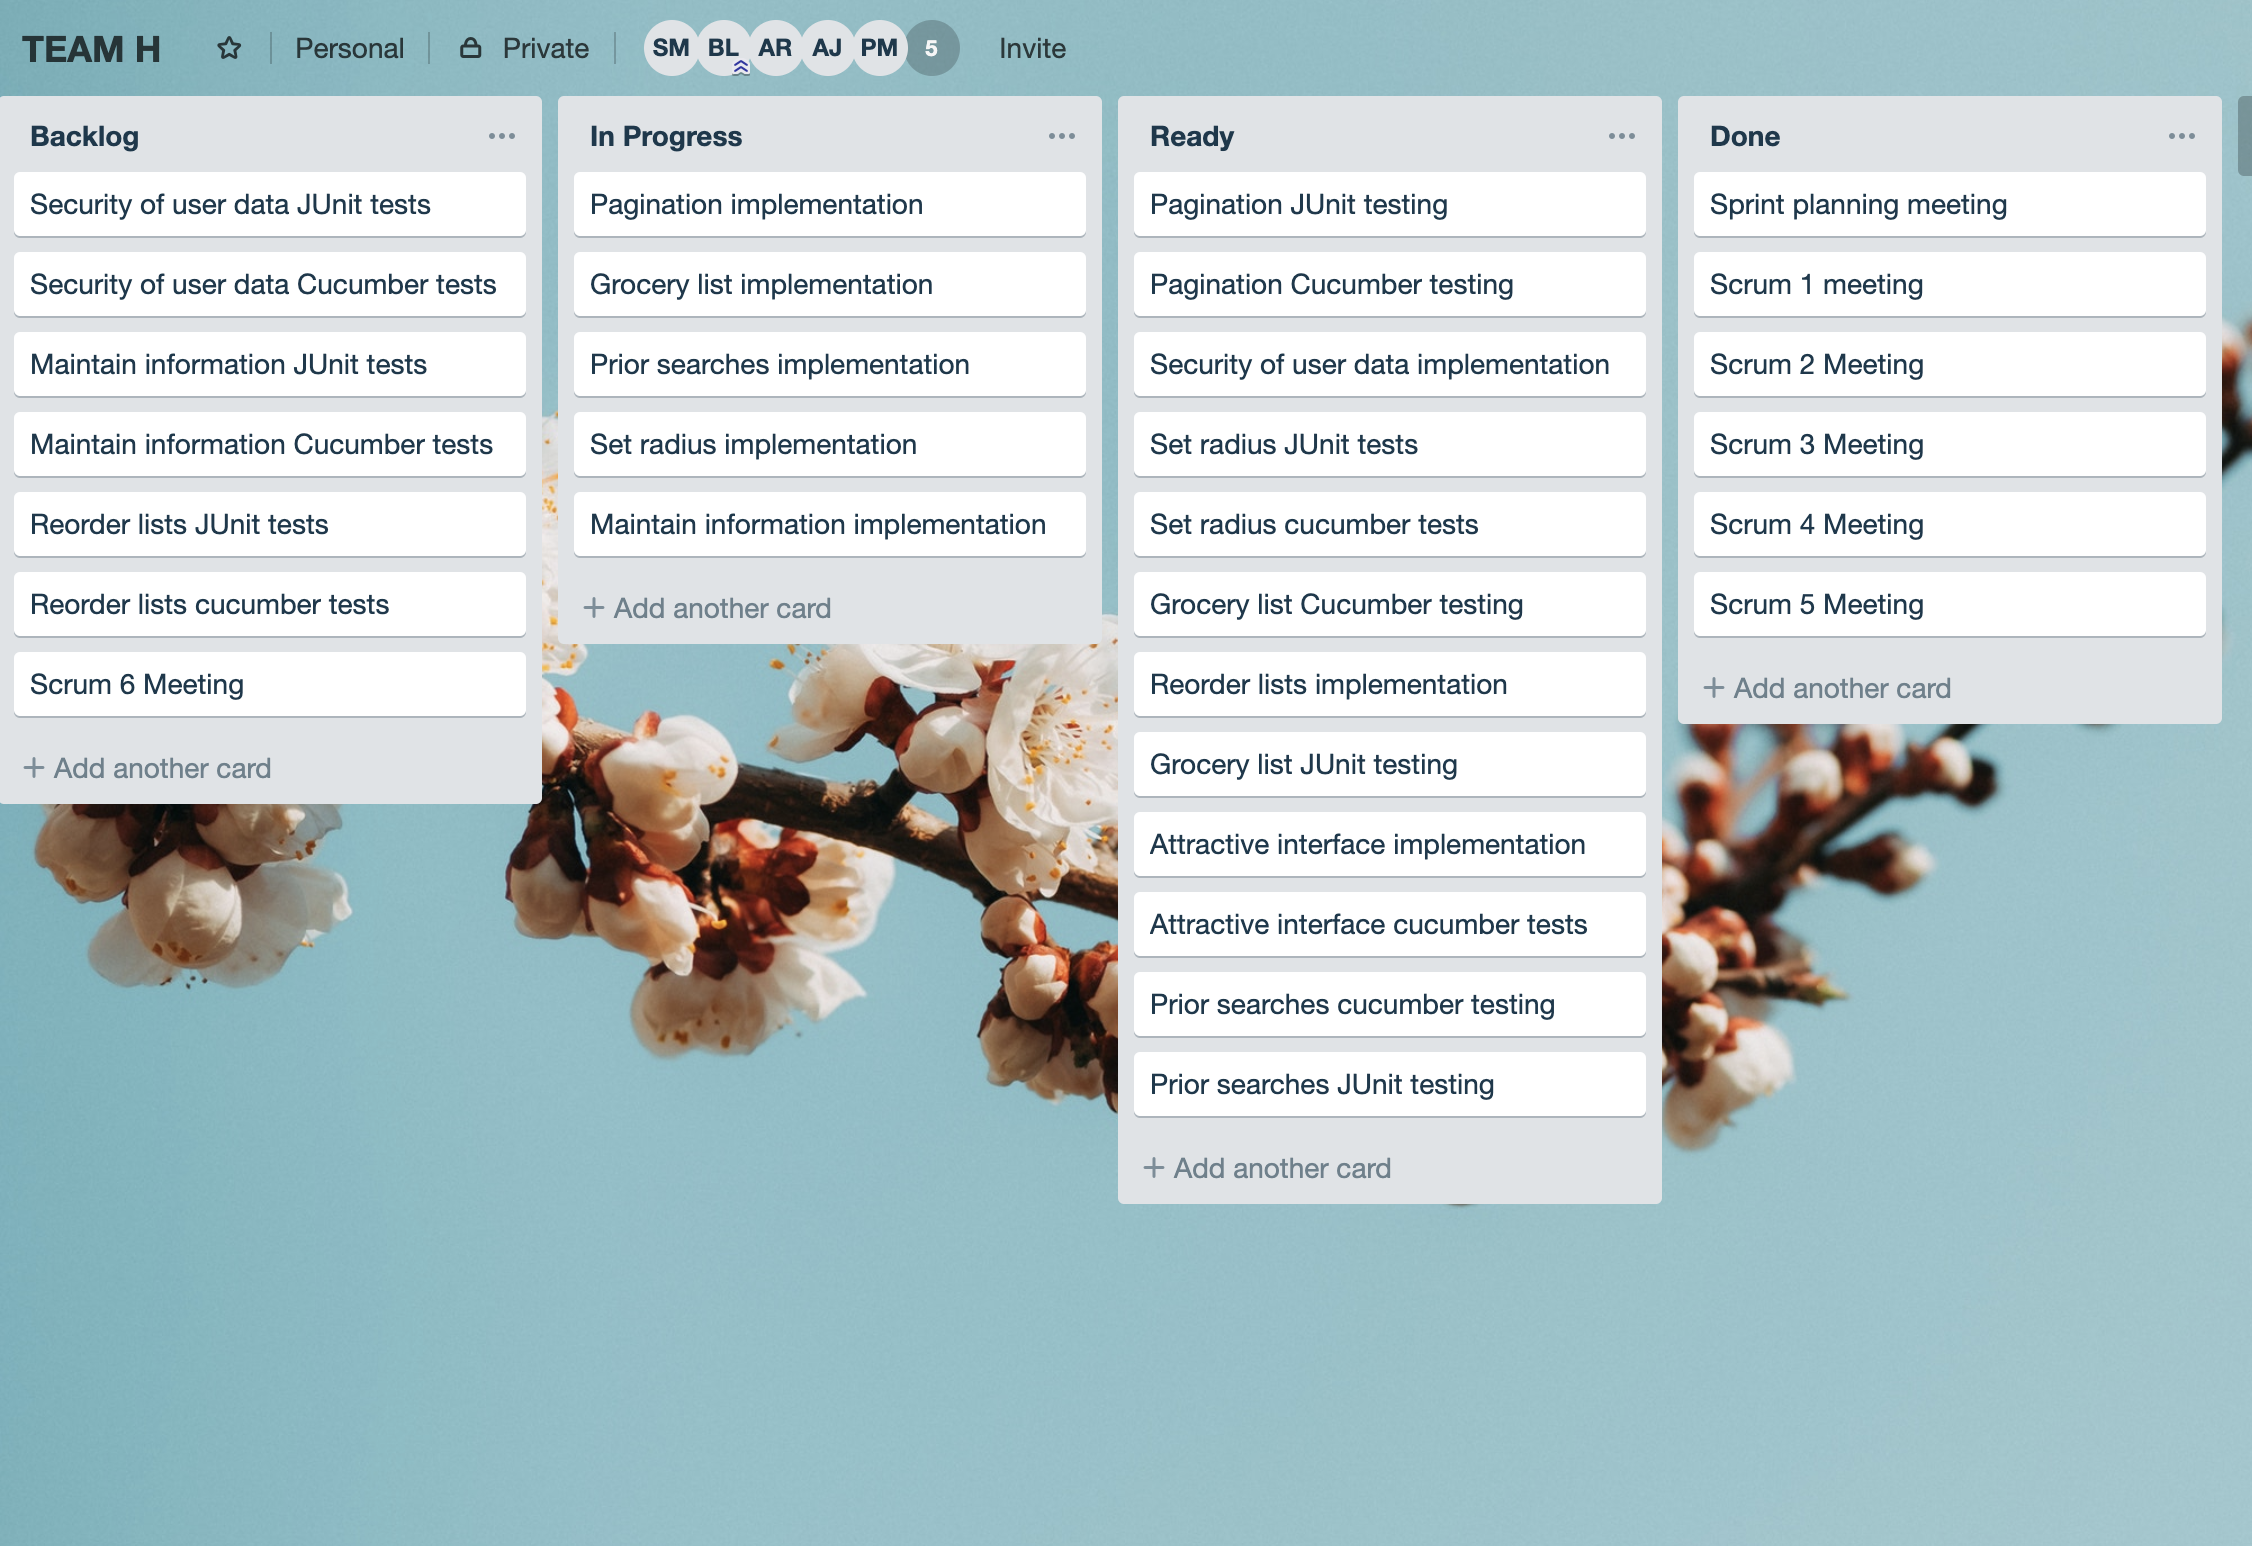 TEAM H Personal Private SM BL AR AJ PM 5 Invite
Backlog
Security of user data JUnit tests
Security of user data Cucumber tests
Maintain information JUnit tests
Maintain information Cucumber tests
Reorder lists JUnit tests
Reorder lists cucumber tests
Scrum 6 Meeting
+ Add another card
In Progress
Pagination implementation
Grocery list implementation
Prior searches implementation
Set radius implementation
Maintain information implementation
+ Add another card
Ready
Pagination JUnit testing
Pagination Cucumber testing
Security of user data implementation
Set radius JUnit tests
Set radius cucumber tests
Grocery list Cucumber testing
Reorder lists implementation
Grocery list JUnit testing
Attractive interface implementation
Attractive interface cucumber tests
Prior searches cucumber testing
Prior searches JUnit testing
+ Add another card
Done
Sprint planning meeting
Scrum 1 meeting
Scrum 2 Meeting
Scrum 3 Meeting
Scrum 4 Meeting
Scrum 5 Meeting
+ Add another card